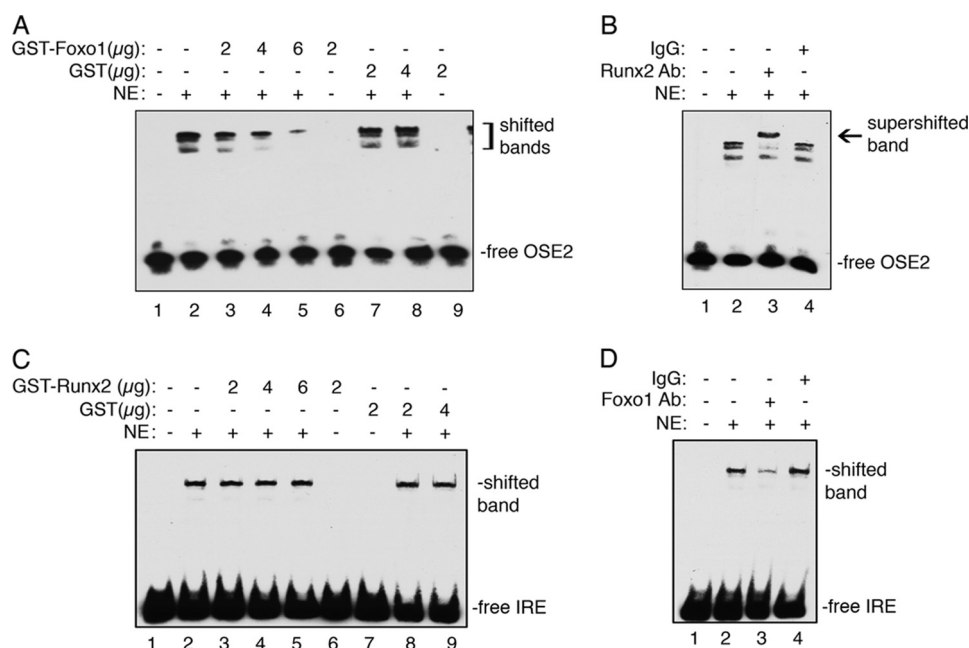 A
GST-Foxo1(µg): - - 2 4 6 2 - - -
GST(µg): - - - - - - 2 4 2
NE: - + + + + - + + -
shifted
bands
-free OSE2
1 2 3 4 5 6 7 8 9
B
IgG: - - - +
Runx2 Ab: - - + -
NE: - + + +
supershifted
band
-free OSE2
1 2 3 4
C
GST-Runx2 (µg): - - 2 4 6 2 - - -
GST(µg): - - - - - - 2 2 4
NE: - + + + + - - + +
-shifted
band
-free IRE
1 2 3 4 5 6 7 8 9
D
IgG: - - - +
Foxo1 Ab: - - + -
NE: - + + +
-shifted
band
-free IRE
1 2 3 4